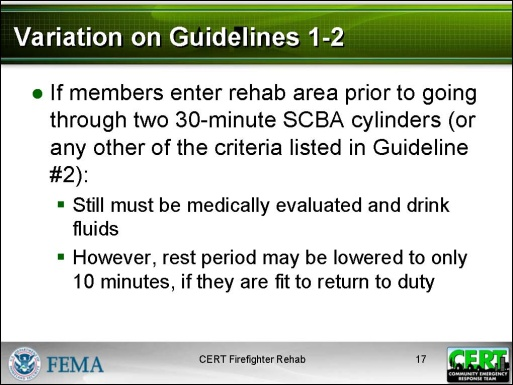 Variation on Guidelines 1-2
● If members enter rehab area prior to going
through two 30-minute SCBA cylinders (or
any other of the criteria listed in Guideline
#2):
▪ Still must be medically evaluated and drink
fluids
▪ However, rest period may be lowered to only
10 minutes, if they are fit to return to duty
FEMA
CERT Firefighter Rehab
17
CERT
COMMUNITY EMERGENCY
RESPONSE TEAM